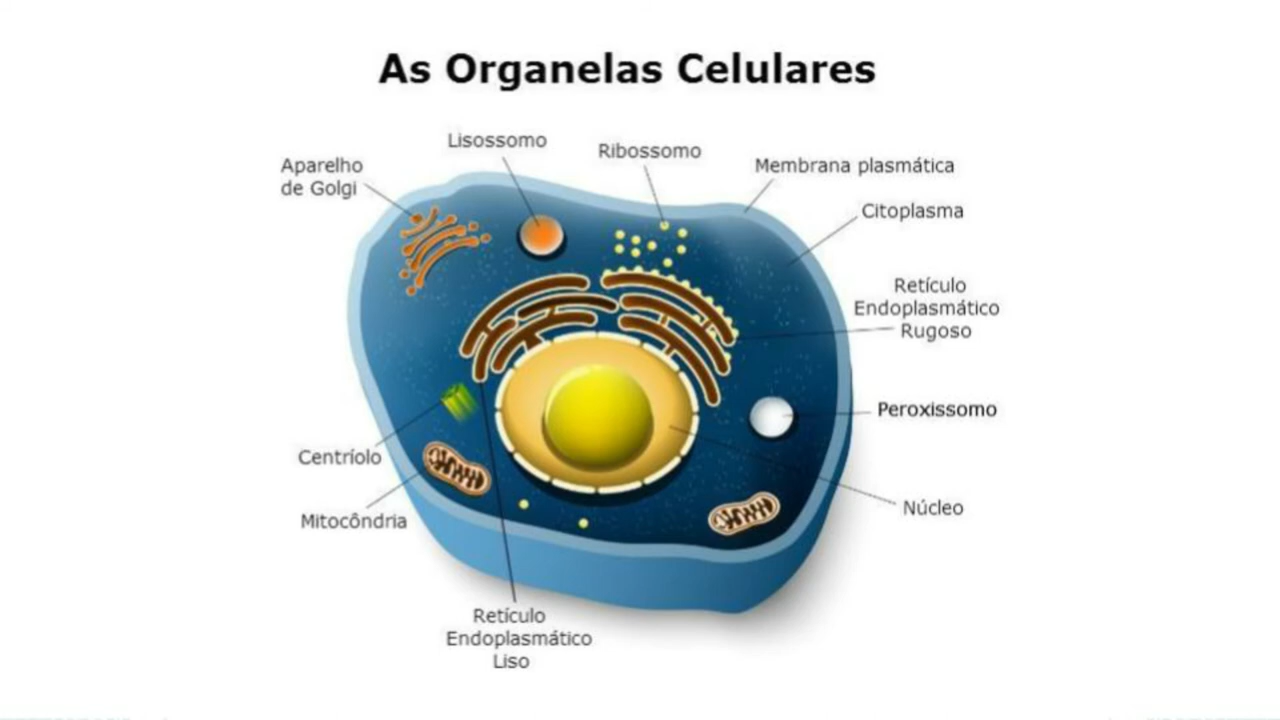 As Organelas Celulares
Lisossomo
Ribossomo
Aparelho
de Golgi
Membrana plasmática
Citoplasma
Retículo
Endoplasmático
Rugoso
Peroxissomo
Centríolo
Núcleo
Mitocôndria
Retículo
Endoplasmático
Liso